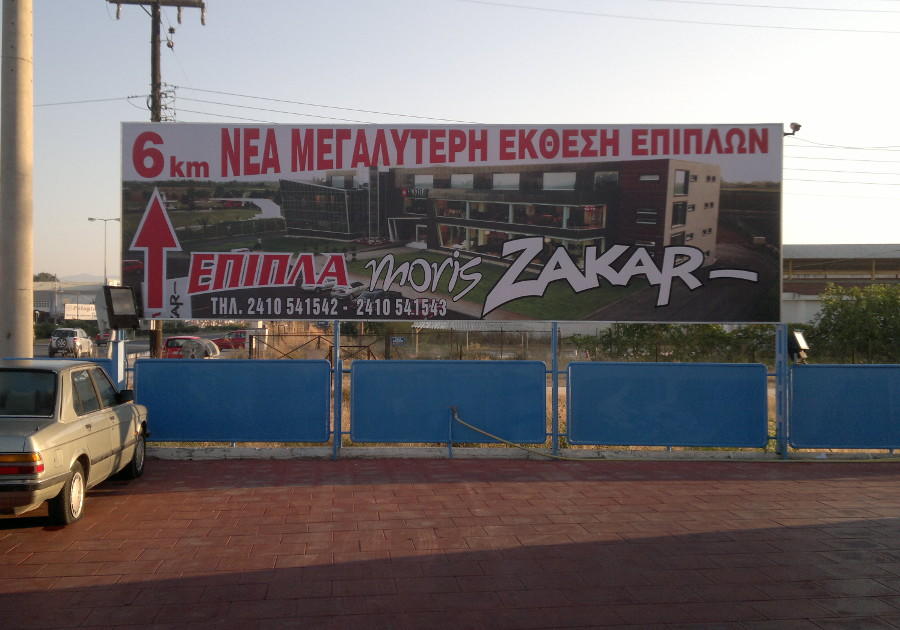 6 km ΝΕΑ ΜΕΓΑΛΥΤΕΡΗ ΕΚΘΕΣΗ ΕΠΙΠΛΩΝ
ΕΠΙΠΛΑ moris ZAKAR
ΤΗΛ. 2410 541542 - 2410 541543